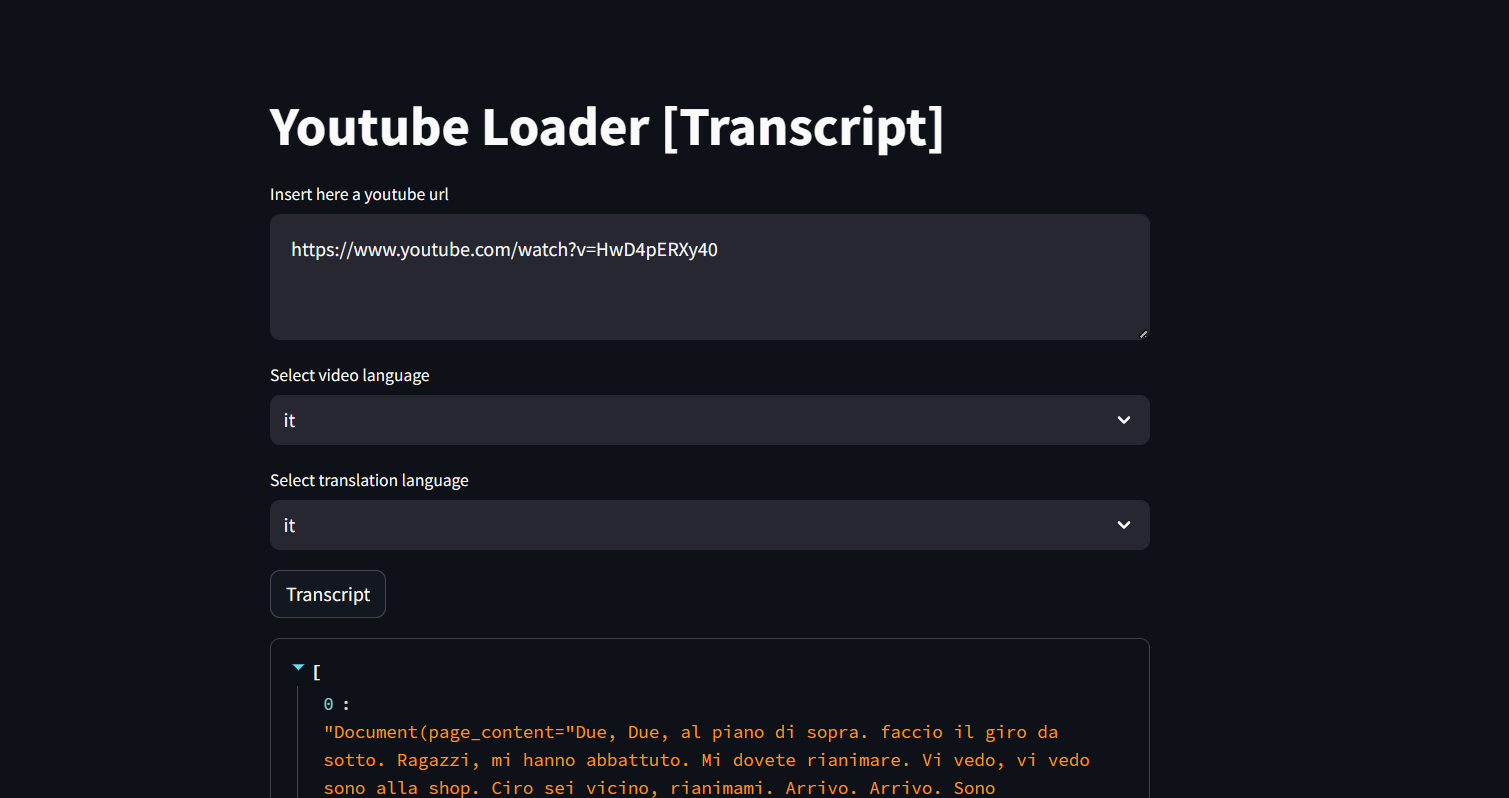 Youtube Loader [Transcript]
Insert here a youtube url
https://www.youtube.com/watch?v=HwD4pERXy40
Select video language
it
Select translation language
it
Transcript
[
0 :
"Document(page_content="Due, Due, al piano di sopra. faccio il giro da
sotto. Ragazzi, mi hanno abbattuto. Mi dovete rianimare. Vi vedo, vi vedo
sono alla shop. Ciro sei vicino, rianimami. Arrivo. Arrivo. Sono